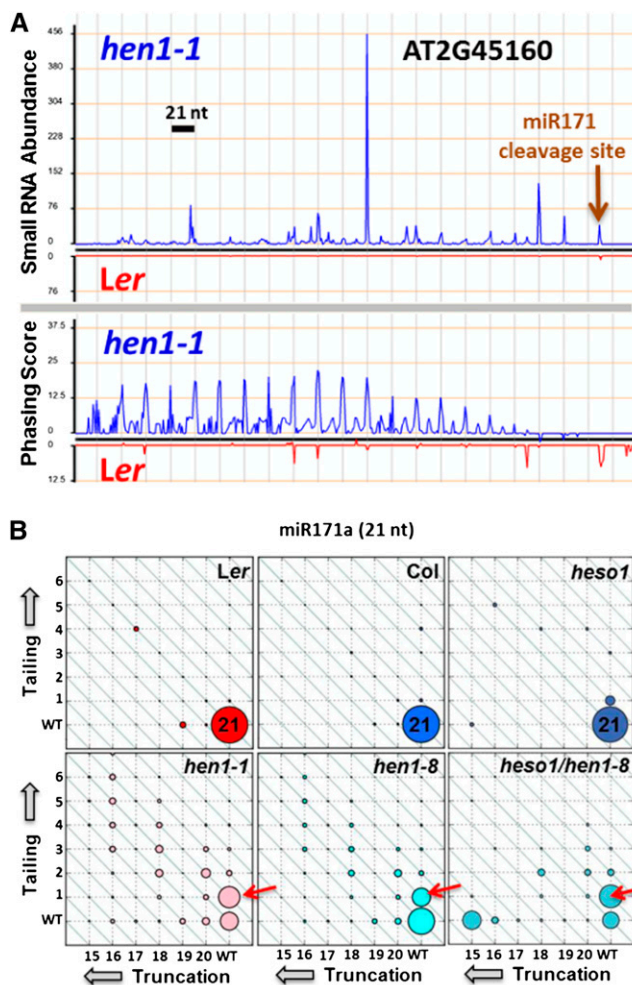 A
456
380
304
228
152
76
0
0
76
Small RNA Abundance
hen1-1
AT2G45160
21 nt
miR171
cleavage site
Ler
37.5
25
12.5
0
0
12.5
Phasing Score
hen1-1
Ler
B
miR171a (21 nt)
Tailing
6
5
4
3
2
1
WT
Ler
21
Col
21
heso1
21
Tailing
6
5
4
3
2
1
WT
hen1-1
hen1-8
heso1/hen1-8
15 16 17 18 19 20 WT
15 16 17 18 19 20 WT
15 16 17 18 19 20 WT
Truncation
Truncation
Truncation